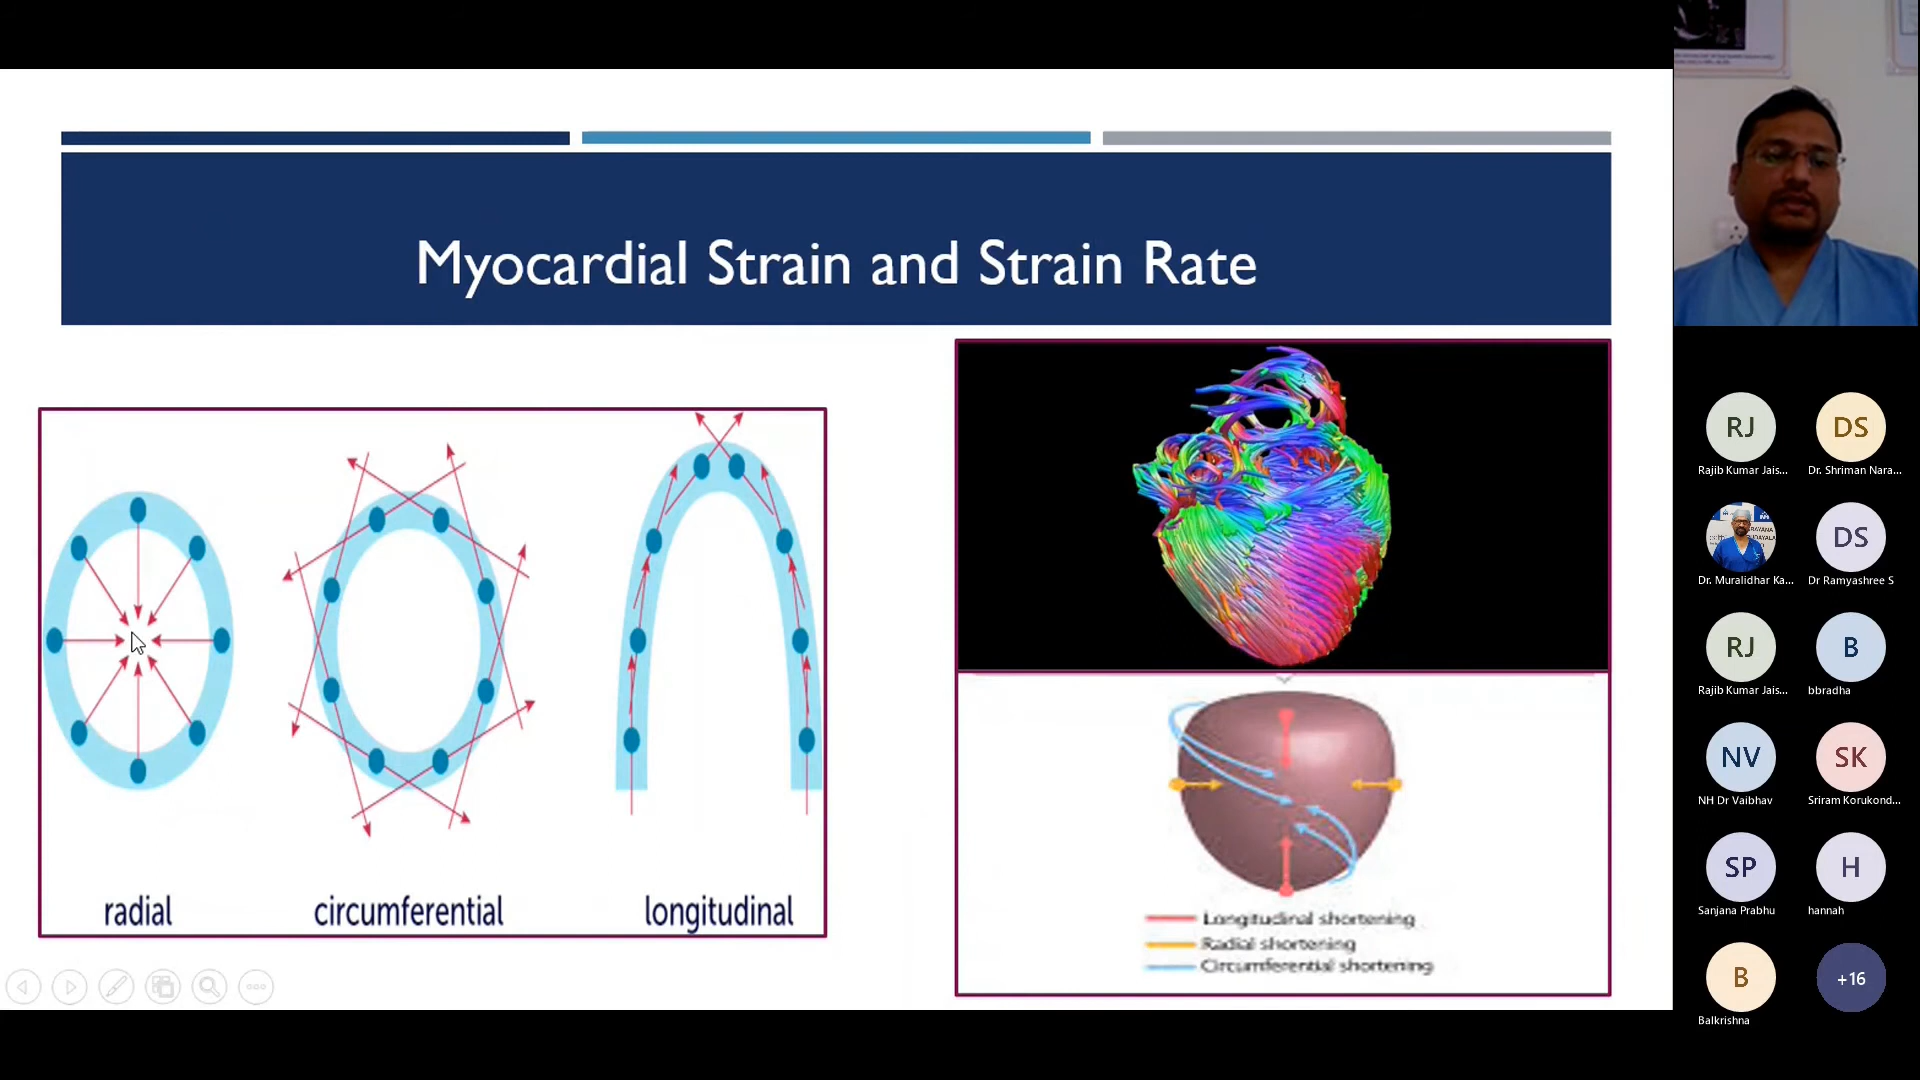 Myocardial Strain and Strain Rate
radial
circumferential
longitudinal
Longitudinal shortening
Radial shortening
Circumferential shortening
RJ
DS
Rajib Kumar Jais...
Dr. Shriman Nara...
DS
Dr. Muralidhar Ka...
Dr Ramyashree S
RJ
B
Rajib Kumar Jais...
bbradha
NV
SK
NH Dr Vaibhav
Sriram Korukond...
SP
H
Sanjana Prabhu
hannah
B
+16
Balkrishna